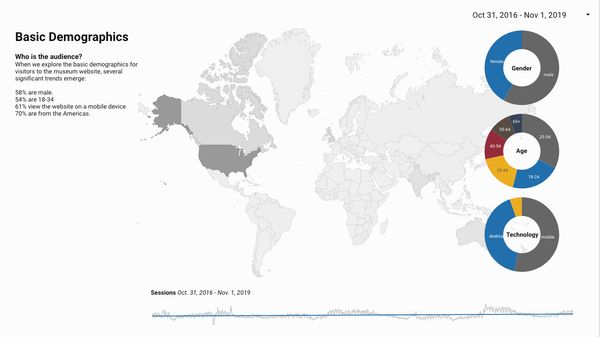 Oct 31, 2016 - Nov 1, 2019
Basic Demographics
Who is the audience?
When we explore the basic demographics for
visitors to the museum website, several
significant trends emerge:
58% are male.
54% are 18-34
61% view the website on a mobile device
70% are from the Americas.
female
Gender
male
65+
55-64
25-34
45-54
Age
35-44
18-24
desktop
Technology
mobile
Sessions Oct. 31, 2016 - Nov. 1, 2019